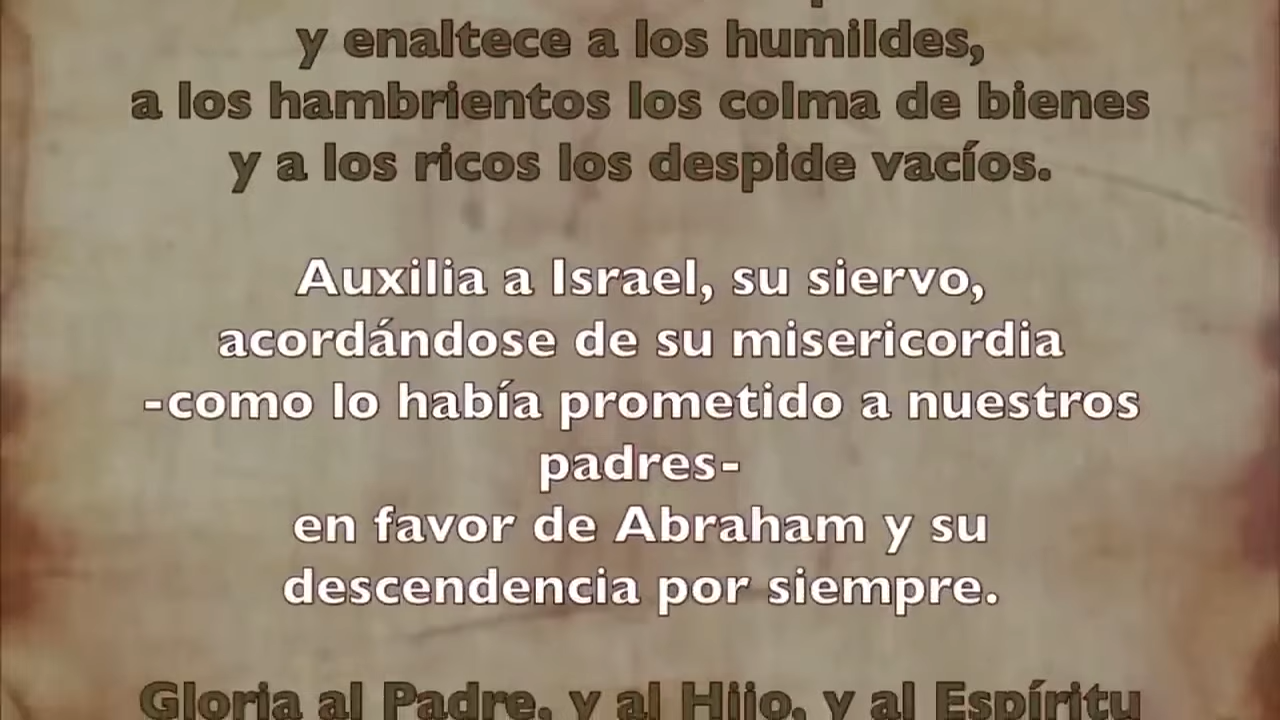 y enaltece a los humildes,
a los hambrientos los colma de bienes
y a los ricos los despide vacíos.
Auxilia a Israel, su siervo,
acordándose de su misericordia
-como lo había prometido a nuestros
padres-
en favor de Abraham y su
descendencia por siempre.
Gloria al Padre, y al Hijo, y al Espíritu